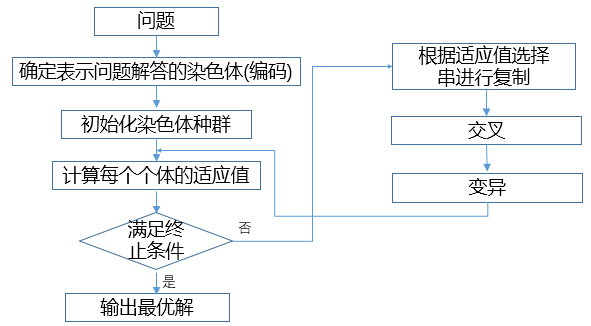 问题
确定表示问题解答的染色体(编码)
初始化染色体种群
计算每个个体的适应值
满足终
止条件
是
输出最优解
否
根据适应值选择
串进行复制
交叉
变异